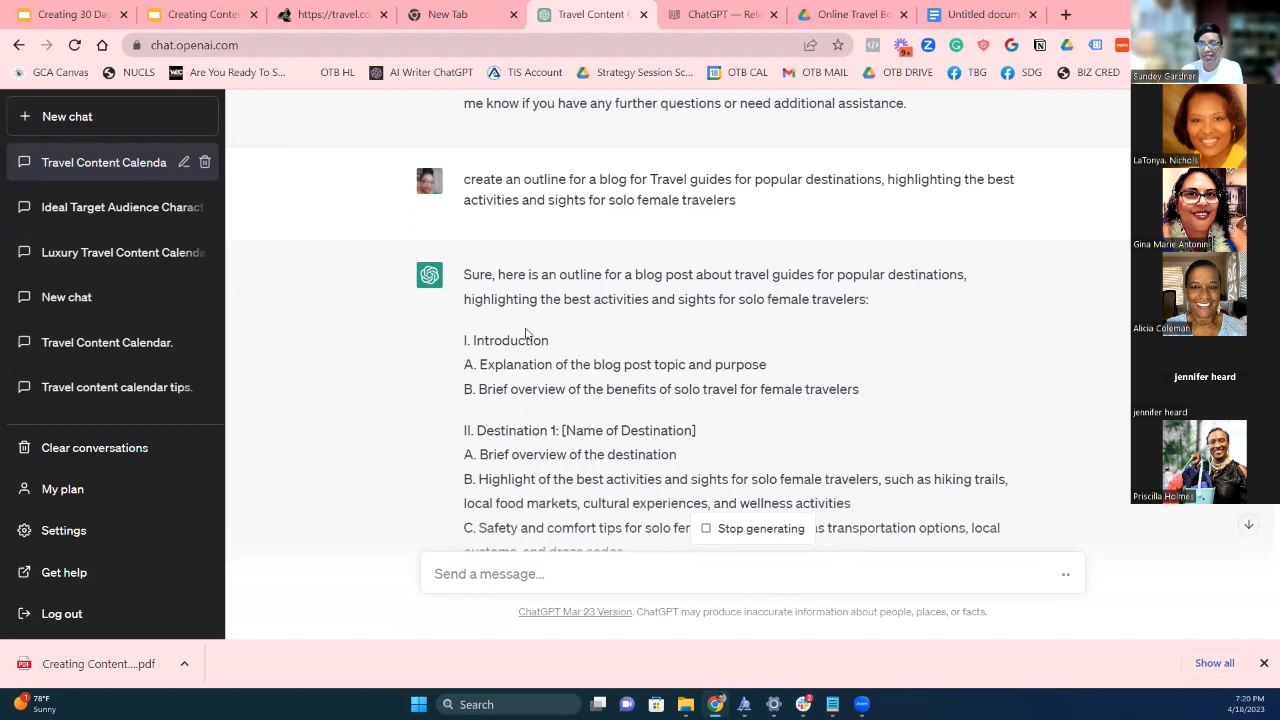 Creating Conten
Creating 30 Day
https://travel.co
New Tab
Travel Content C
ChatGPT — Rele
Online Travel Bo
Untitled docum
chat.openai.com
9+
GCA Canvas
NUCLS
Are You Ready To S...
OTB HL
AI Writer ChatGPT
TIS Account
Strategy Session Sc...
OTB CAL
OTB MAIL
OTB DRIVE
TBG
SDG
BIZ CRED
New chat
Travel Content Calenda
Ideal Target Audience Charact
Luxury Travel Content Calenda
New chat
Travel Content Calendar.
Travel content calendar tips.
Clear conversations
My plan
Settings
Get help
Log out
me know if you have any further questions or need additional assistance.
create an outline for a blog for Travel guides for popular destinations, highlighting the best
activities and sights for solo female travelers
Sure, here is an outline for a blog post about travel guides for popular destinations,
highlighting the best activities and sights for solo female travelers:
I. Introduction
A. Explanation of the blog post topic and purpose
B. Brief overview of the benefits of solo travel for female travelers
II. Destination 1: [Name of Destination]
A. Brief overview of the destination
B. Highlight of the best activities and sights for solo female travelers, such as hiking trails,
local food markets, cultural experiences, and wellness activities
C. Safety and comfort tips for solo fer
s transportation options, local
customs, and dress codes
Stop generating
Send a message...
ChatGPT Mar 23 Version. ChatGPT may produce inaccurate information about people, places, or facts.
Sundey Gardner
LaTonya. Nichols
Gina Marie Antonin
Alicia Coleman
jennifer heard
jennifer heard
Priscilla Holmes
Creating Content....pdf
Show all
78°F
Sunny
Search
7:20 PM
4/18/2023